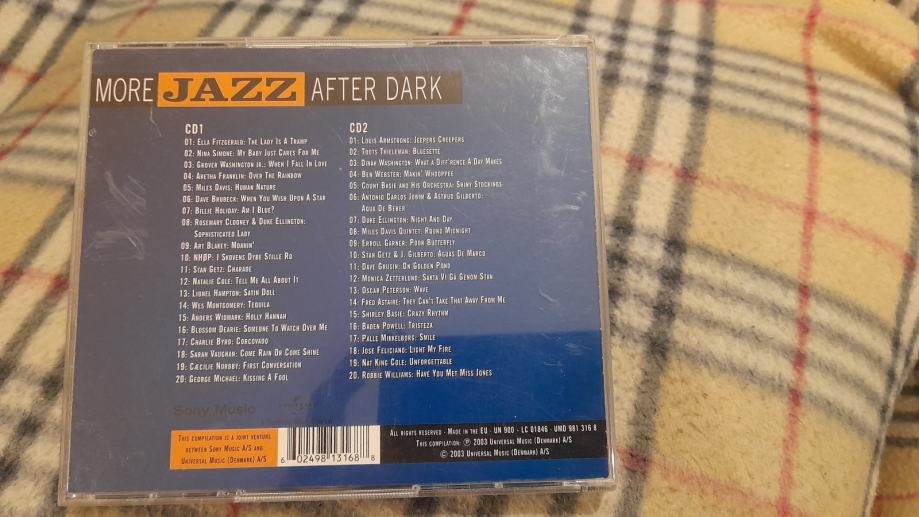 MORE JAZZ AFTER DARK
CD1
01: Ella Fitzgerald: The Lady Is A Tramp
02: Nina Simone: My Baby Just Cares For Me
03: Grover Washington jr.: When I Fall In Love
04: Aretha Franklin: Over The Rainbow
05: Miles Davis: Human Nature
06: Dave Brubeck: When You Wish Upon A Star
07: Billie Holiday: Am I Blue?
08: Rosemary Clooney & Duke Ellington:
Sophisticated Lady
09: Art Blakey: Moanin'
10: NHØP: I Skovens Dybe Stille Ro
11: Stan Getz: Charade
12: Natalie Cole: Tell Me All About It
13: Lionel Hampton: Satin Doll
14: Wes Montgomery: Tequila
15: Anders Widmark: Holly Hannah
16: Blossom Dearie: Someone To Watch Over Me
17: Charlie Byrd: Corcovado
18: Sarah Vaughan: Come Rain Or Come Shine
19: Cæcilie Norby: First Conversation
20: George Michael: Kissing A Fool
CD2
01: Louis Armstrong: Jeepers Creepers
02: Toots Thieleman: Bluesette
03: Dinah Washington: What A Diff'rence A Day Makes
04: Ben Webster: Makin' Whooppee
05: Count Basie and His Orchestra: Shiny Stockings
06: Antonio Carlos Jobim & Astrud Gilberto:
Aqua De Beber
07: Duke Ellington: Night And Day
08: Miles Davis Quintet: Round Midnight
09: Erroll Garner: Poor Butterfly
10: Stan Getz & J. Gilberto: Aguas De Marco
11: Dave Grusin: On Golden Pond
12: Monica Zetterlund: Sakta Vi Gå Genom Stan
13: Oscar Peterson: Wave
14: Fred Astaire: They Can't Take That Away From Me
15: Shirley Basie: Crazy Rhythm
16: Baden Powell: Tristeza
17: Palle Mikkelborg: Smile
18: Jose Feliciano: Light My Fire
19: Nat King Cole: Unforgettable
20: Robbie Williams: Have You Met Miss Jones
Sony Music
This compilation is a joint venture
between Sony Music A/S and
Universal Music (Denmark) A/S
6 02498 13168 8
All rights reserved - Made in the EU - UN 900 - LC 01846 - UMD 981 316 8
This compilation: ℗ 2003 Universal Music (Denmark) A/S
© 2003 Universal Music (Denmark) A/S